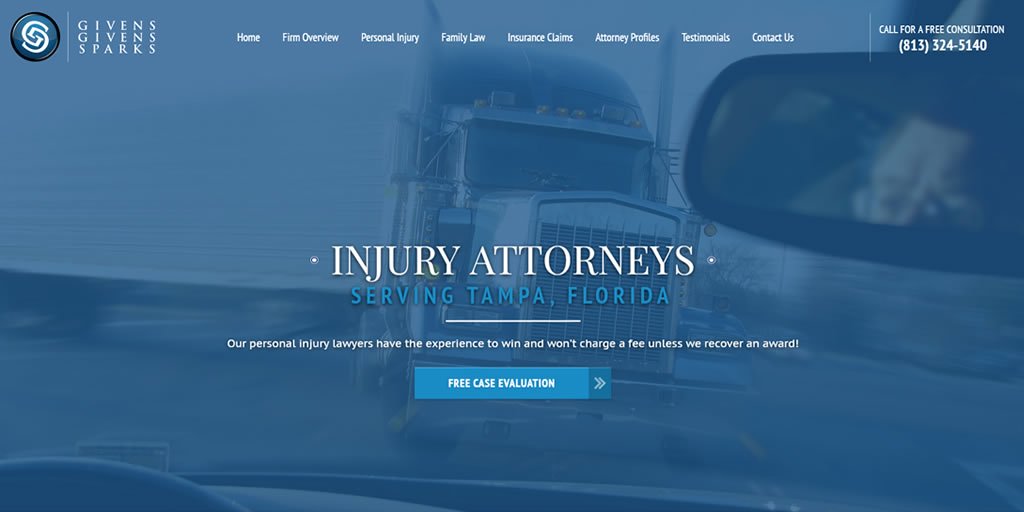 GIVENS
GIVENS
SPARKS
Home Firm Overview Personal Injury Family Law Insurance Claims Attorney Profiles Testimonials Contact Us
CALL FOR A FREE CONSULTATION
(813) 324-5140
INJURY ATTORNEYS
SERVING TAMPA, FLORIDA
Our personal injury lawyers have the experience to win and won't charge a fee unless we recover an award!
FREE CASE EVALUATION